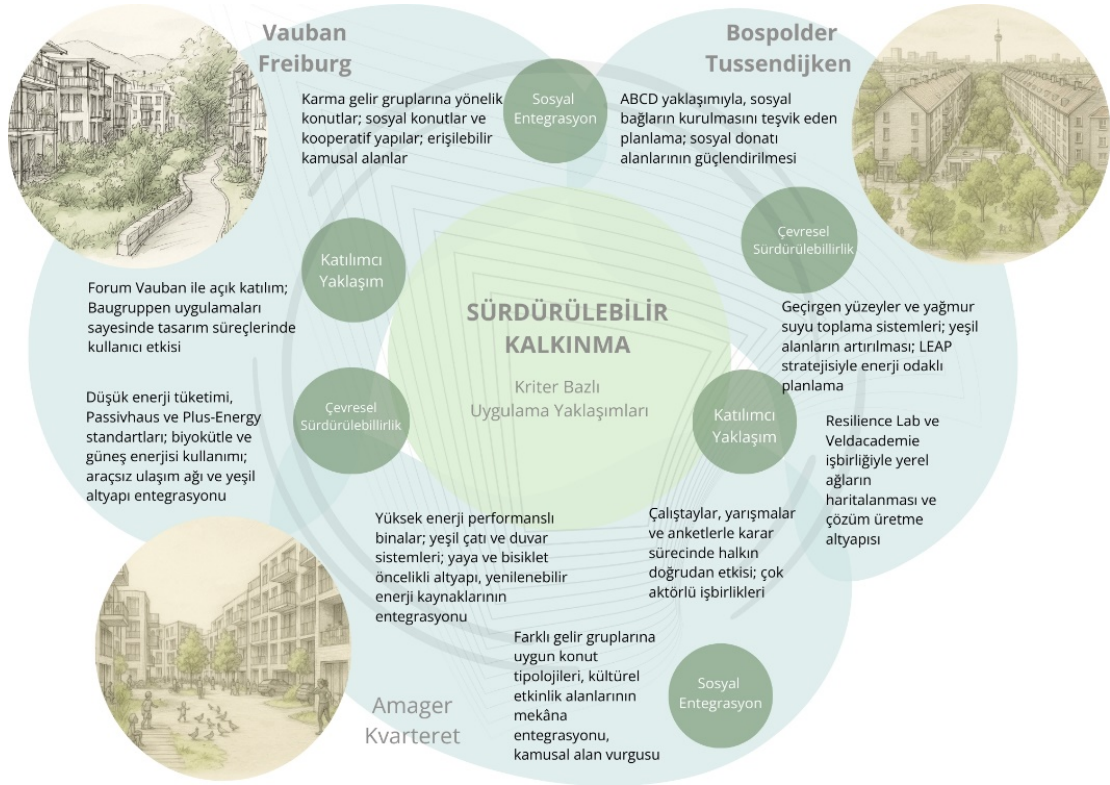 Vauban
Freiburg
Bospolder
Tussendijken
Karma gelir gruplarına yönelik
konutlar; sosyal konutlar ve
kooperatif yapılar; erişilebilir
kamusal alanlar
Sosyal
Entegrasyon
ABCD yaklaşımıyla, sosyal
bağların kurulmasını teşvik eden
planlama; sosyal donatı
alanlarının güçlendirilmesi
Katılımcı
Yaklaşım
Çevresel
Sürdürülebillirlik
Forum Vauban ile açık katılım;
Baugruppen uygulamaları
sayesinde tasarım süreçlerinde
kullanıcı etkisi
SÜRDÜRÜLEBİLİR
KALKINMA
Kriter Bazlı
Uygulama Yaklaşımları
Geçirgen yüzeyler ve yağmur
suyu toplama sistemleri; yeşil
alanların artırılması; LEAP
stratejisiyle enerji odaklı
planlama
Düşük enerji tüketimi,
Passivhaus ve Plus-Energy
standartları; biyokütle ve
güneş enerjisi kullanımı;
araçsız ulaşım ağı ve yeşil
altyapı entegrasyonu
Çevresel
Sürdürülebillirlik
Katılımcı
Yaklaşım
Resilience Lab ve
Veldacademie
işbirliğiyle yerel
ağların
haritalanması ve
çözüm üretme
altyapısı
Yüksek enerji performanslı
binalar; yeşil çatı ve duvar
sistemleri; yaya ve bisiklet
öncelikli altyapı, yenilenebilir
enerji kaynaklarının
entegrasyonu
Çalıştaylar, yarışmalar
ve anketlerle karar
sürecinde halkın
doğrudan etkisi; çok
aktörlü işbirlikleri
Farklı gelir gruplarına
uygun konut
tipolojileri, kültürel
etkinlik alanlarının
mekâna
entegrasyonu,
kamusal alan vurgusu
Sosyal
Entegrasyon
Amager
Kvarteret